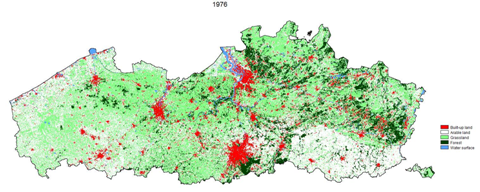 1976
Built-up land
Arable land
Grassland
Forest
Water surface